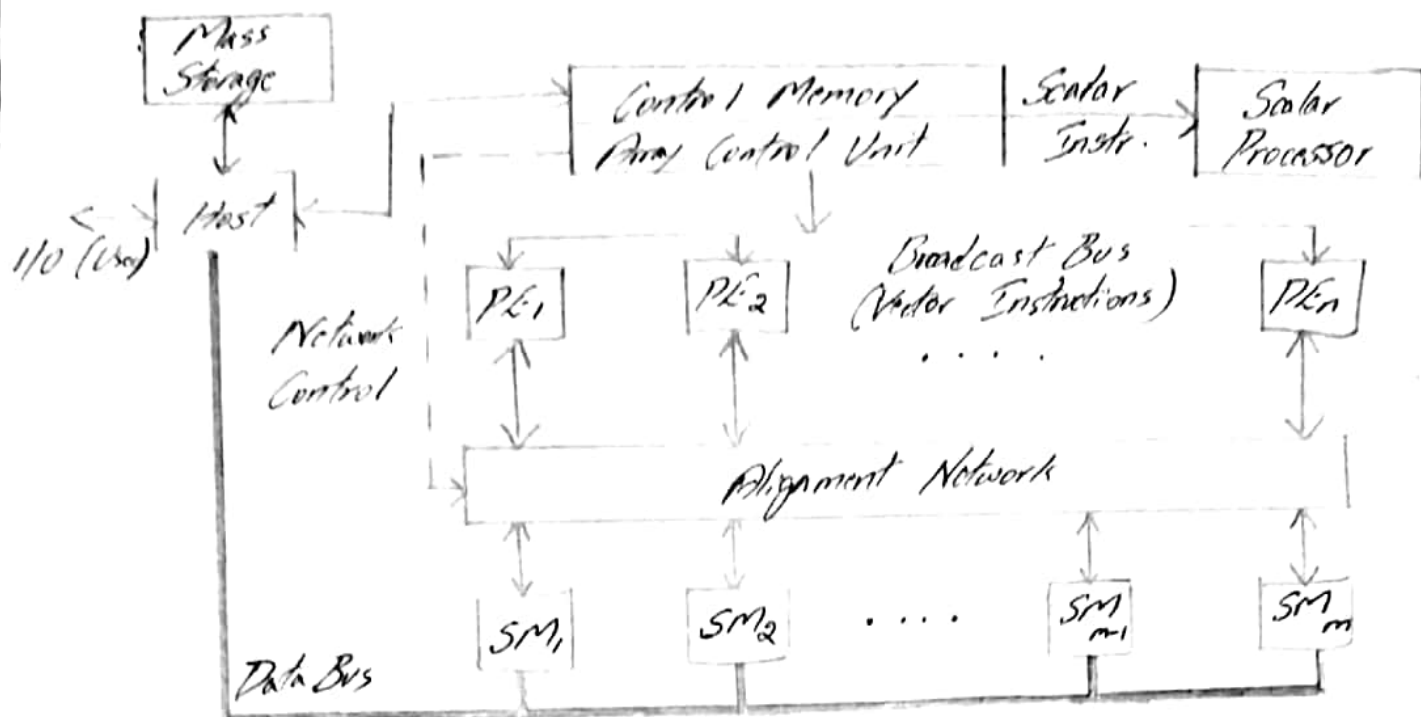 Mass
Storage
Control Memory
Array Control Unit
Scalar
Instr.
Scalar
Processor
Host
I/O (User)
Broadcast Bus
(Vector Instructions)
PE1
PE2
. . . .
PEn
Network
Control
Alignment Network
SM1
SM2
. . . .
SM m-1
SM m
Data Bus